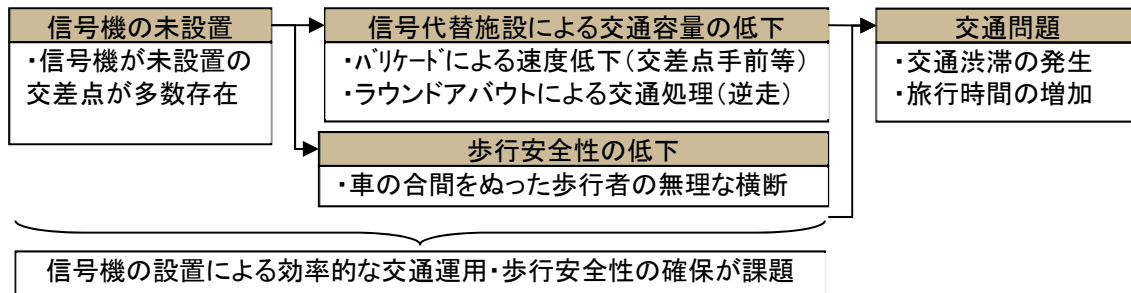 信号機の未設置
・信号機が未設置の
交差点が多数存在
信号代替施設による交通容量の低下
・ﾊﾞﾘｹｰﾄﾞによる速度低下(交差点手前等)
・ラウンドアバウトによる交通処理(逆走)
歩行安全性の低下
・車の合間をぬった歩行者の無理な横断
交通問題
・交通渋滞の発生
・旅行時間の増加
信号機の設置による効率的な交通運用・歩行安全性の確保が課題